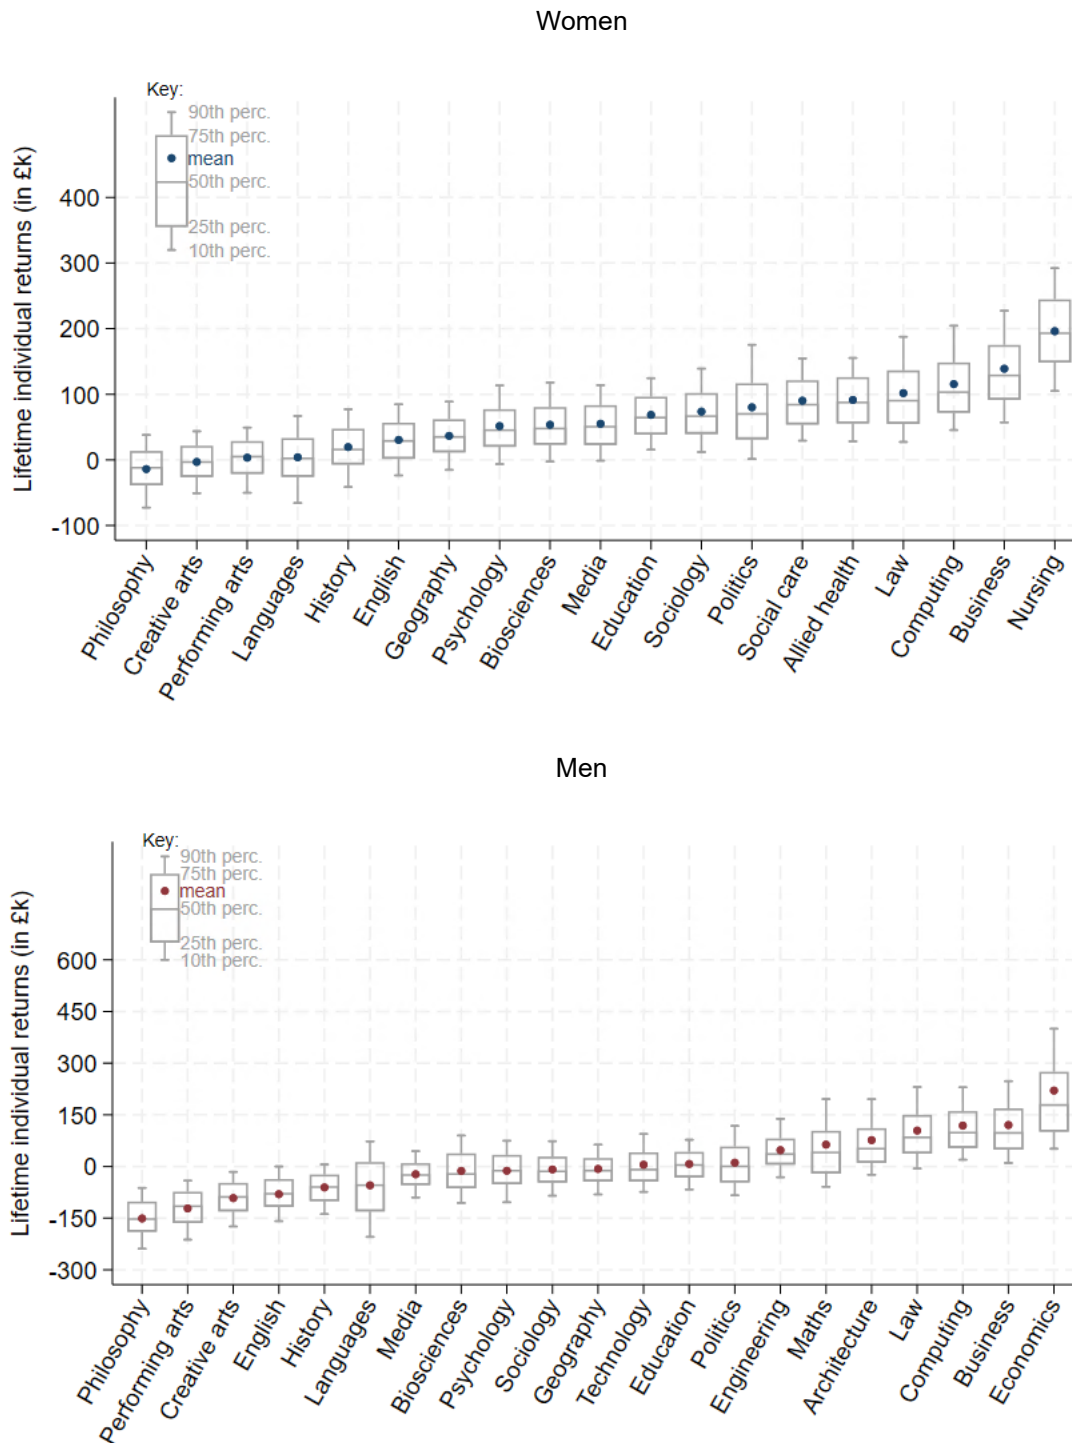 Women
Key:
90th perc.
75th perc.
mean
50th perc.
25th perc.
10th perc.
Lifetime individual returns (in £k)
400
300
200
100
0
-100
Philosophy
Creative arts
Performing arts
Languages
History
English
Geography
Psychology
Biosciences
Media
Education
Sociology
Politics
Social care
Allied health
Law
Computing
Business
Nursing
Men
Key:
90th perc.
75th perc.
mean
50th perc.
25th perc.
10th perc.
Lifetime individual returns (in £k)
600
450
300
150
0
-150
-300
Philosophy
Performing arts
Creative arts
English
History
Languages
Media
Biosciences
Psychology
Sociology
Geography
Technology
Education
Politics
Engineering
Maths
Architecture
Law
Computing
Business
Economics